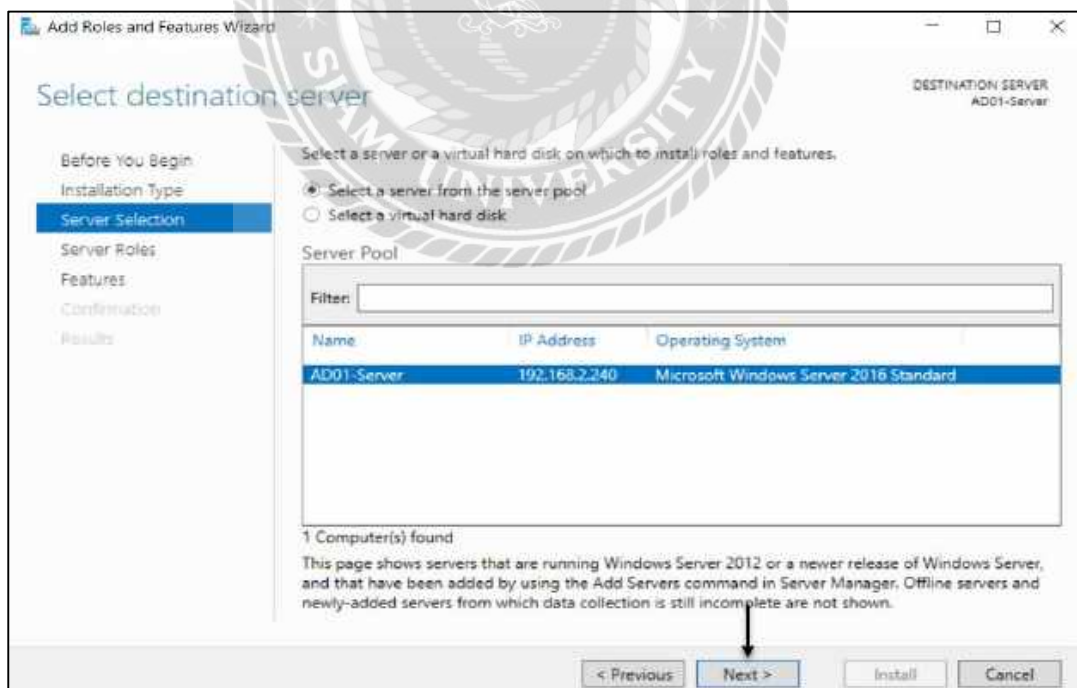 Add Roles and Features Wizard
Select destination server
DESTINATION SERVER
AD01-Server
Before You Begin
Installation Type
Server Selection
Server Roles
Features
Confirmation
Results
Select a server or a virtual hard disk on which to install roles and features.
Select a server from the server pool
Select a virtual hard disk
Server Pool
Filter:
Name IP Address Operating System
AD01-Server 192.168.2.240 Microsoft Windows Server 2016 Standard
1 Computer(s) found
This page shows servers that are running Windows Server 2012 or a newer release of Windows Server,
and that have been added by using the Add Servers command in Server Manager. Offline servers and
newly-added servers from which data collection is still incomplete are not shown.
< Previous Next > Install Cancel
SIAM UNIVERSITY